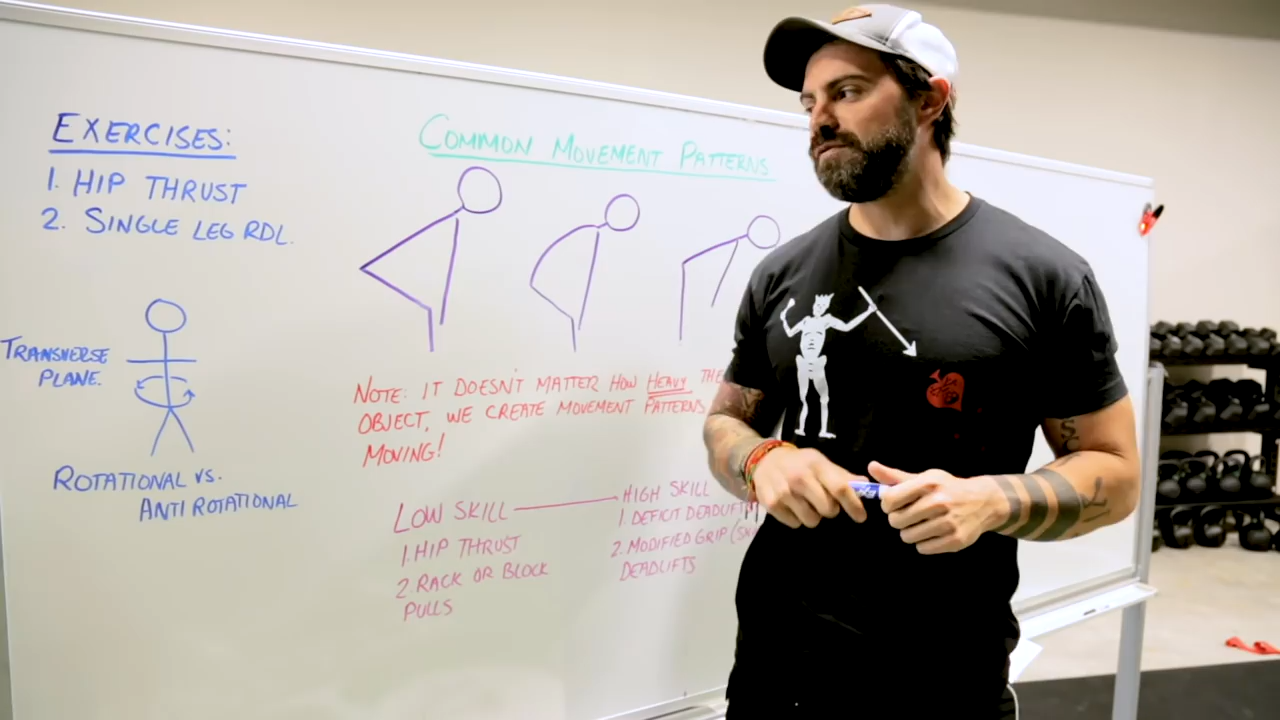 EXERCISES:
1. HIP THRUST
2. SINGLE LEG RDL.
TRANSVERSE
PLANE.
ROTATIONAL VS.
ANTI ROTATIONAL
COMMON MOVEMENT PATTERNS
NOTE: IT DOESN'T MATTER HOW HEAVY THE
OBJECT, WE CREATE MOVEMENT PATTERNS
MOVING!
LOW SKILL
1. HIP THRUST
2. RACK OR BLOCK
PULLS
HIGH SKILL
1. DEFICIT
2. MODIFIED GRIP
DEADLIFTS